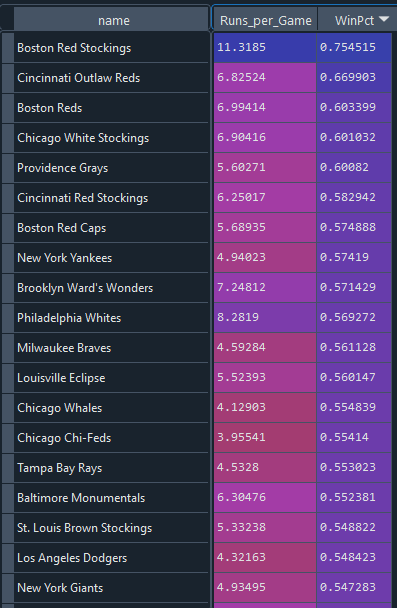 name Runs_per_Game WinPct
Boston Red Stockings 11.3185 0.754515
Cincinnati Outlaw Reds 6.82524 0.669903
Boston Reds 6.99414 0.603399
Chicago White Stockings 6.90416 0.601032
Providence Grays 5.60271 0.60082
Cincinnati Red Stockings 6.25017 0.582942
Boston Red Caps 5.68935 0.574888
New York Yankees 4.94023 0.57419
Brooklyn Ward's Wonders 7.24812 0.571429
Philadelphia Whites 8.2819 0.569272
Milwaukee Braves 4.59284 0.561128
Louisville Eclipse 5.52393 0.560147
Chicago Whales 4.12903 0.554839
Chicago Chi-Feds 3.95541 0.55414
Tampa Bay Rays 4.5328 0.553023
Baltimore Monumentals 6.30476 0.552381
St. Louis Brown Stockings 5.33238 0.548822
Los Angeles Dodgers 4.32163 0.548423
New York Giants 4.93495 0.547283